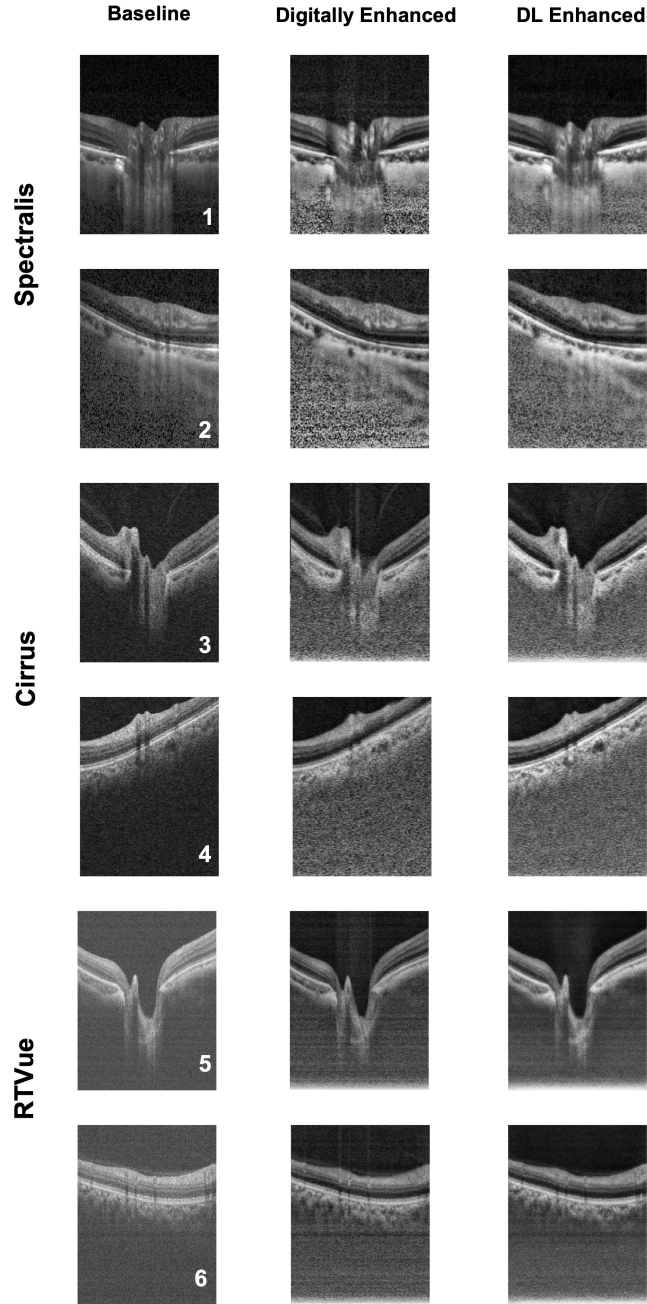 Baseline
Digitally Enhanced
DL Enhanced
Spectralis
1
2
Cirrus
3
4
RTVue
5
6